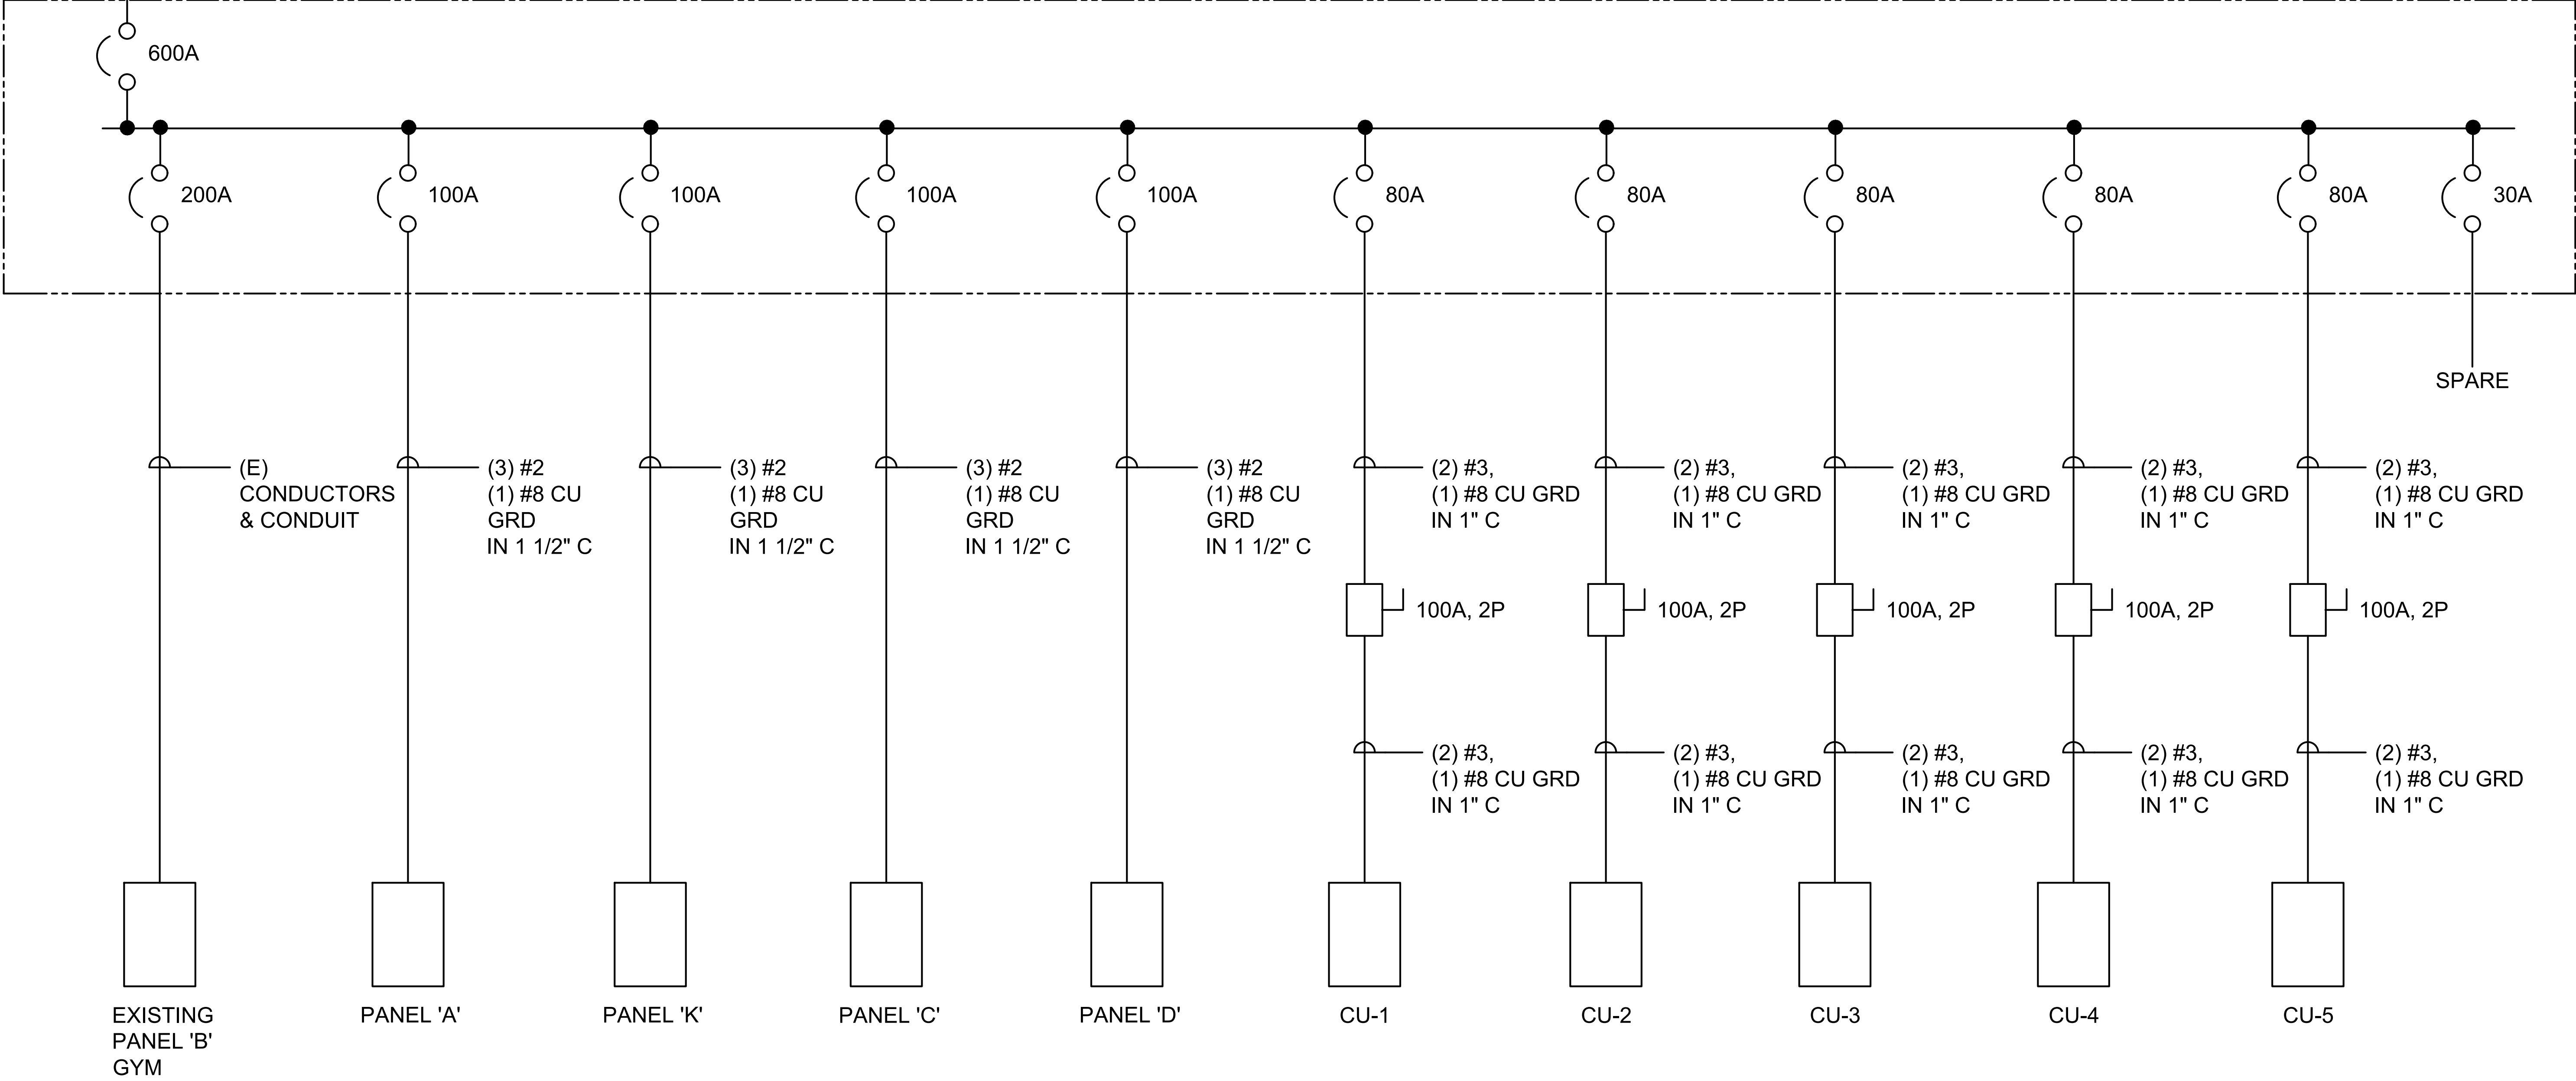 600A
200A
100A
100A
100A
100A
80A
80A
80A
80A
80A
30A
SPARE
(E)
CONDUCTORS
& CONDUIT
(3) #2
(1) #8 CU
GRD
IN 1 1/2" C
(3) #2
(1) #8 CU
GRD
IN 1 1/2" C
(3) #2
(1) #8 CU
GRD
IN 1 1/2" C
(3) #2
(1) #8 CU
GRD
IN 1 1/2" C
(2) #3,
(1) #8 CU GRD
IN 1" C
(2) #3,
(1) #8 CU GRD
IN 1" C
(2) #3,
(1) #8 CU GRD
IN 1" C
(2) #3,
(1) #8 CU GRD
IN 1" C
(2) #3,
(1) #8 CU GRD
IN 1" C
100A, 2P
100A, 2P
100A, 2P
100A, 2P
100A, 2P
(2) #3,
(1) #8 CU GRD
IN 1" C
(2) #3,
(1) #8 CU GRD
IN 1" C
(2) #3,
(1) #8 CU GRD
IN 1" C
(2) #3,
(1) #8 CU GRD
IN 1" C
(2) #3,
(1) #8 CU GRD
IN 1" C
EXISTING
PANEL 'B'
GYM
PANEL 'A'
PANEL 'K'
PANEL 'C'
PANEL 'D'
CU-1
CU-2
CU-3
CU-4
CU-5